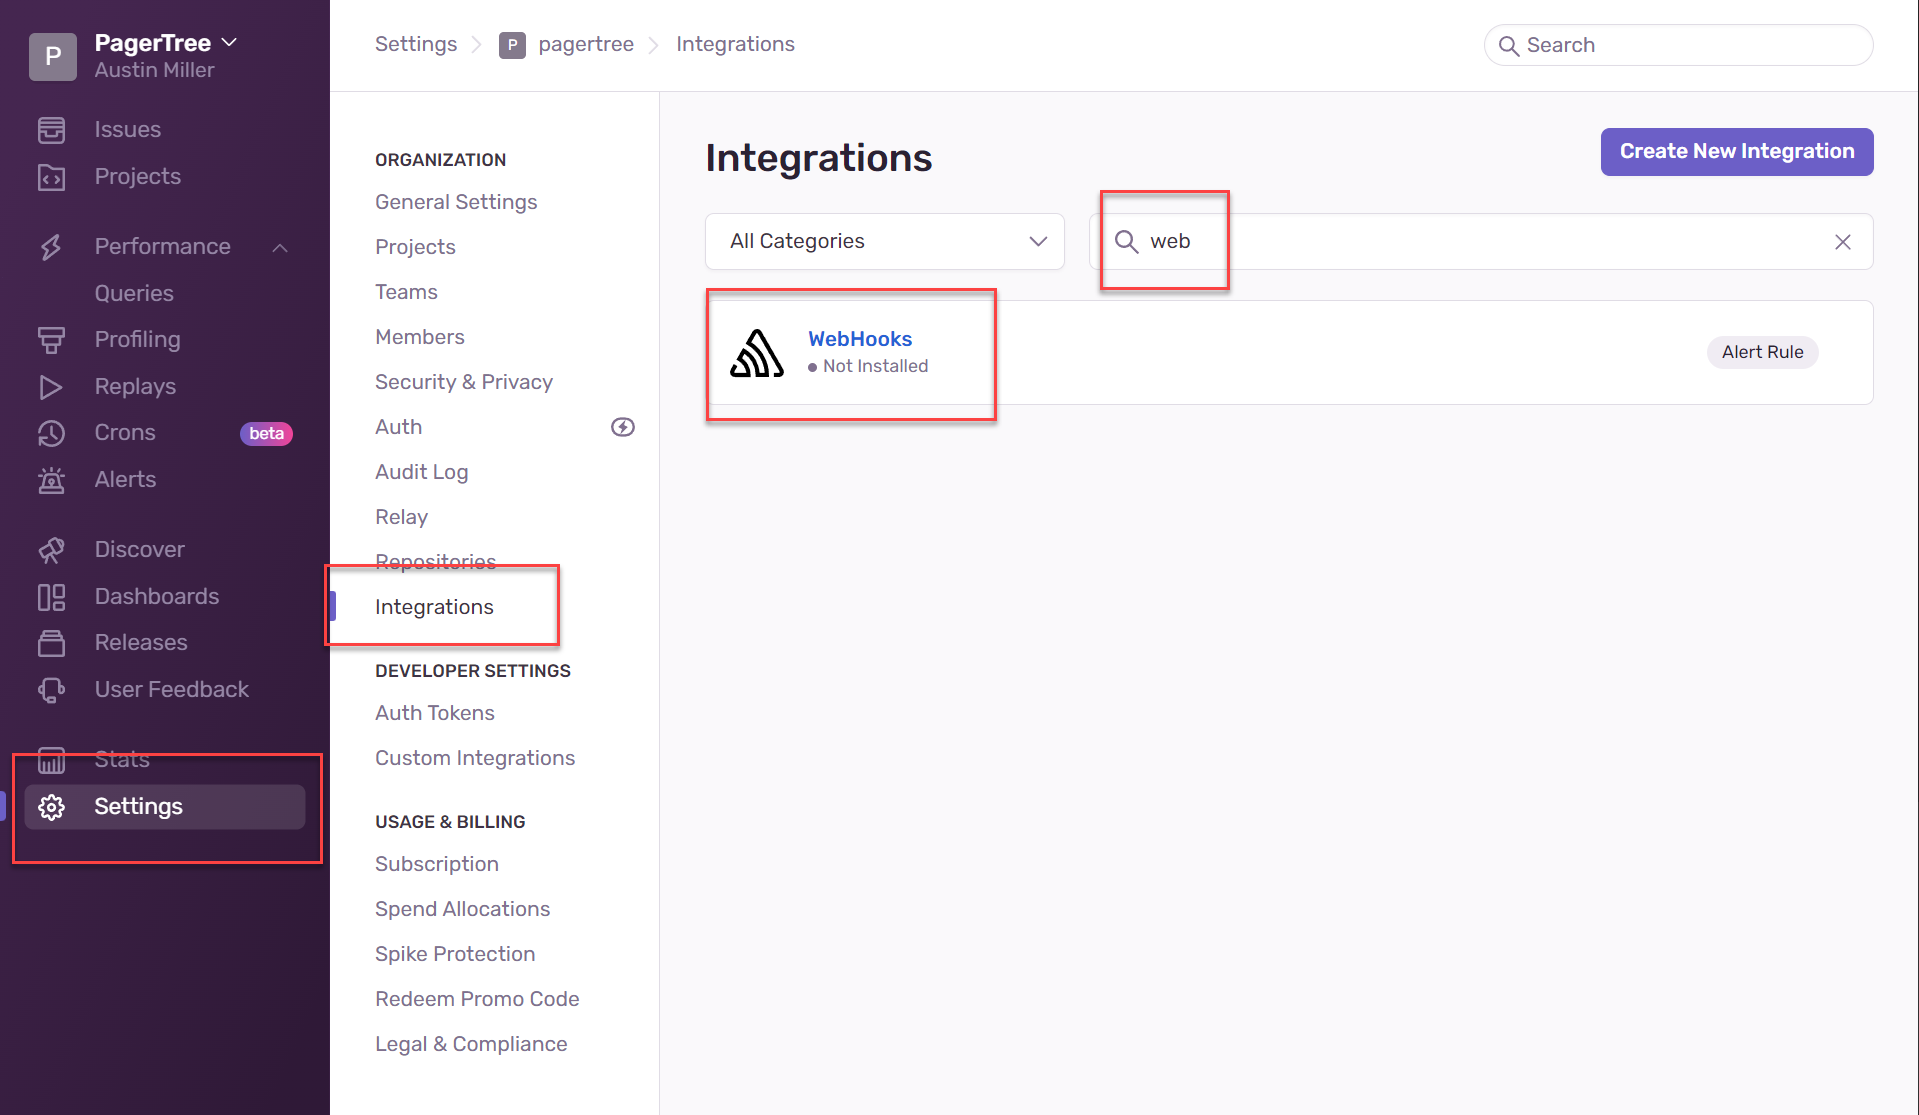 P
PagerTree
Austin Miller
Issues
Projects
Performance
Queries
Profiling
Replays
Crons
beta
Alerts
Discover
Dashboards
Releases
User Feedback
Stats
Settings
Settings
P
pagertree
Integrations
Search
ORGANIZATION
General Settings
Projects
Teams
Members
Security & Privacy
Auth
Audit Log
Relay
Repositories
Integrations
DEVELOPER SETTINGS
Auth Tokens
Custom Integrations
USAGE & BILLING
Subscription
Spend Allocations
Spike Protection
Redeem Promo Code
Legal & Compliance
Integrations
Create New Integration
All Categories
web
WebHooks
Not Installed
Alert Rule